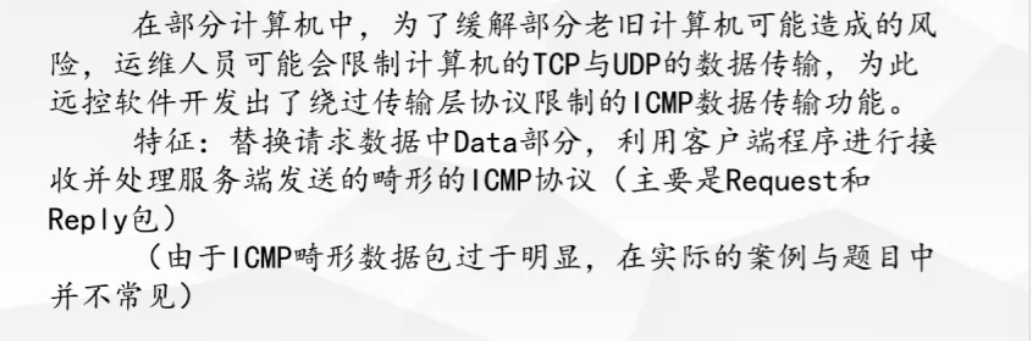 在部分计算机中，为了缓解部分老旧计算机可能造成的风
险，运维人员可能会限制计算机的TCP与UDP的数据传输，为此
远控软件开发出了绕过传输层协议限制的ICMP数据传输功能。
特征：替换请求数据中Data部分，利用客户端程序进行接
收并处理服务端发送的畸形的ICMP协议（主要是Request和
Reply包）
（由于ICMP畸形数据包过于明显，在实际的案例与题目中
并不常见）